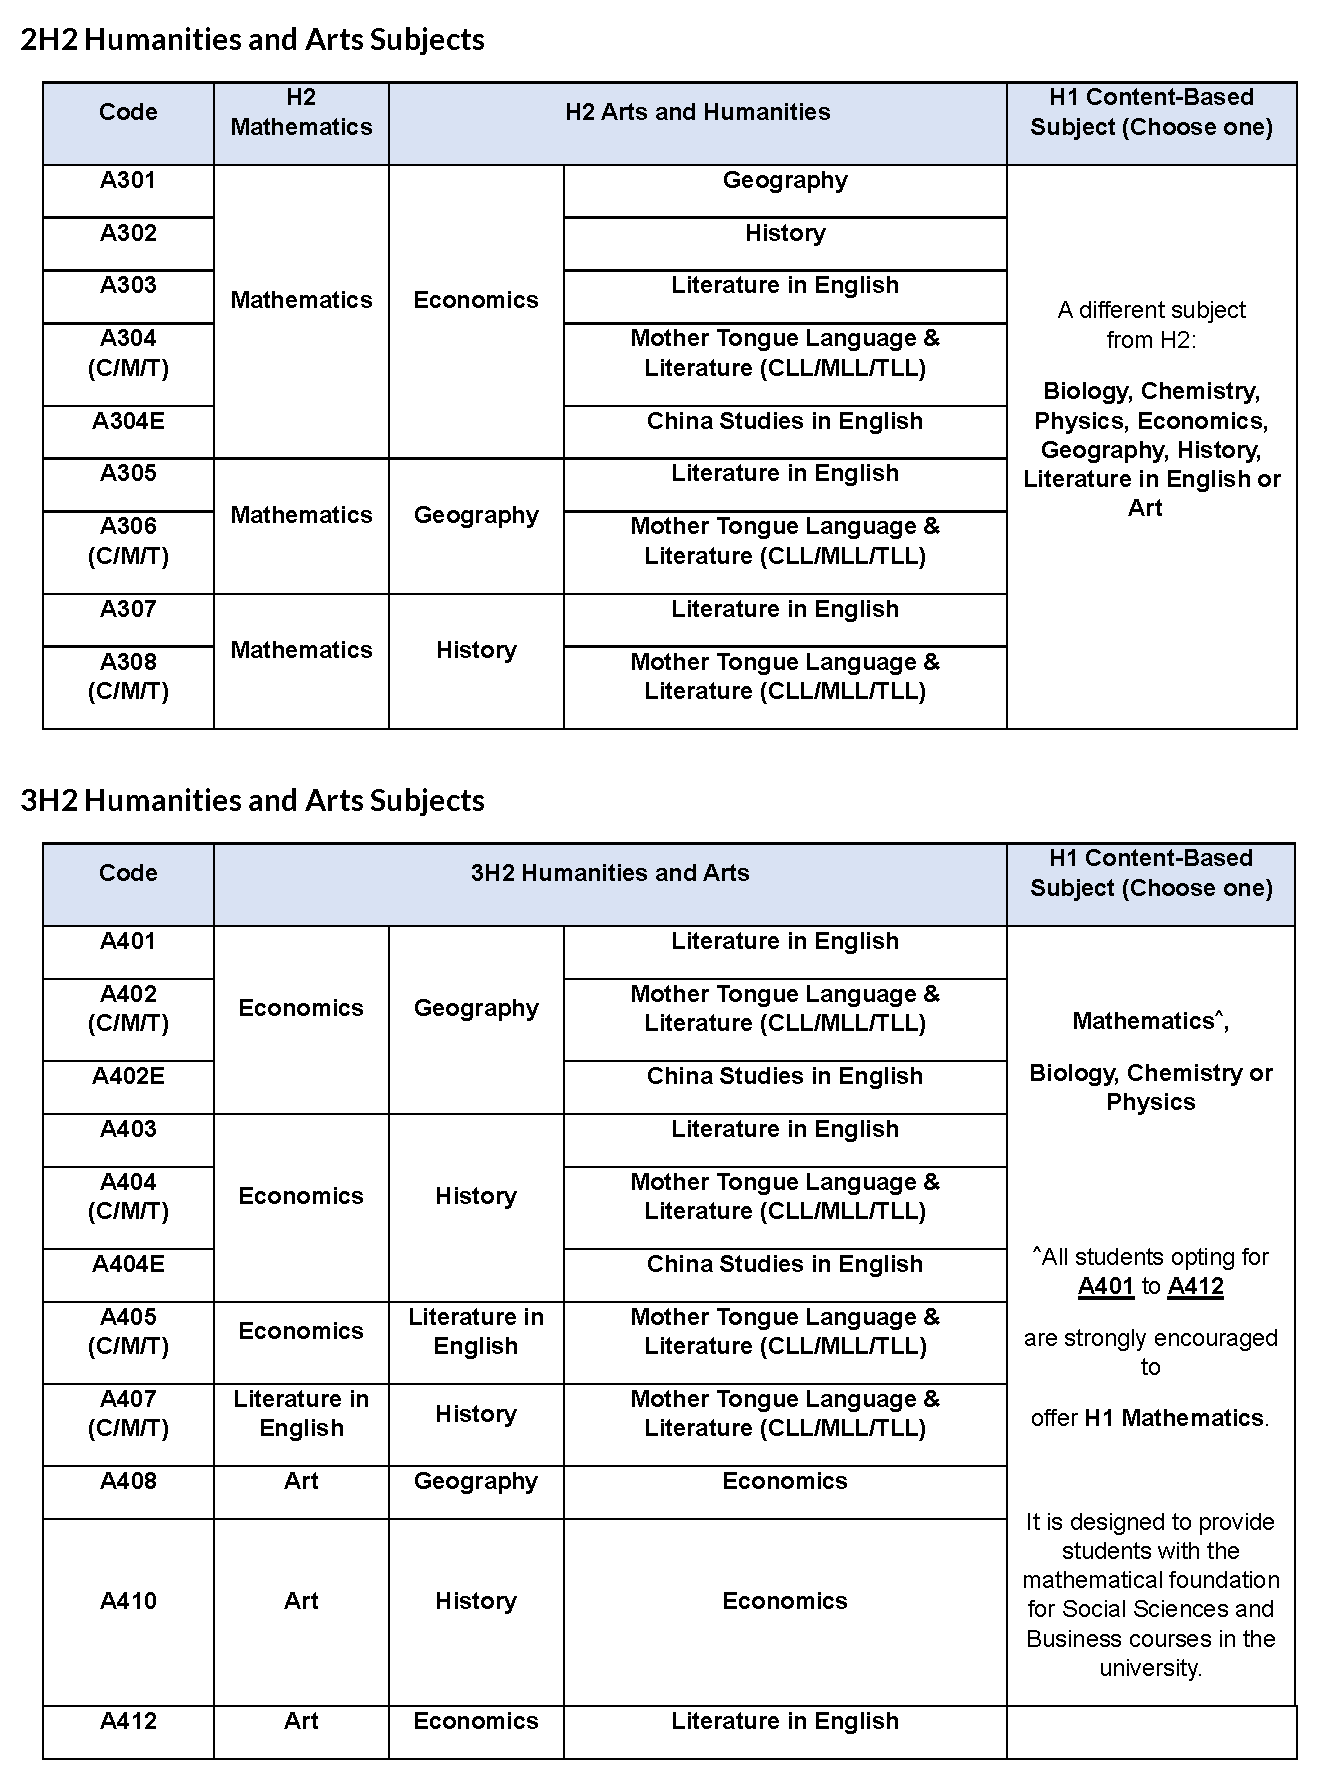 2H2 Humanities and Arts Subjects
Code
H2
Mathematics
H2 Arts and Humanities
H1 Content-Based
Subject (Choose one)
A301
Mathematics
Economics
Geography
A different subject
from H2:
Biology, Chemistry,
Physics, Economics,
Geography, History,
Literature in English or
Art
A302
History
A303
Literature in English
A304
(C/M/T)
Mother Tongue Language &
Literature (CLL/MLL/TLL)
A304E
China Studies in English
A305
Mathematics
Geography
Literature in English
A306
(C/M/T)
Mother Tongue Language &
Literature (CLL/MLL/TLL)
A307
Mathematics
History
Literature in English
A308
(C/M/T)
Mother Tongue Language &
Literature (CLL/MLL/TLL)
3H2 Humanities and Arts Subjects
Code
3H2 Humanities and Arts
H1 Content-Based
Subject (Choose one)
A401
Economics
Geography
Literature in English
Mathematics^,
Biology, Chemistry or
Physics
^All students opting for
A401 to A412
are strongly encouraged
to
offer H1 Mathematics.
It is designed to provide
students with the
mathematical foundation
for Social Sciences and
Business courses in the
university.
A402
(C/M/T)
Mother Tongue Language &
Literature (CLL/MLL/TLL)
A402E
China Studies in English
A403
Economics
History
Literature in English
A404
(C/M/T)
Mother Tongue Language &
Literature (CLL/MLL/TLL)
A404E
China Studies in English
A405
(C/M/T)
Economics
Literature in
English
Mother Tongue Language &
Literature (CLL/MLL/TLL)
A407
(C/M/T)
Literature in
English
History
Mother Tongue Language &
Literature (CLL/MLL/TLL)
A408
Art
Geography
Economics
A410
Art
History
Economics
A412
Art
Economics
Literature in English